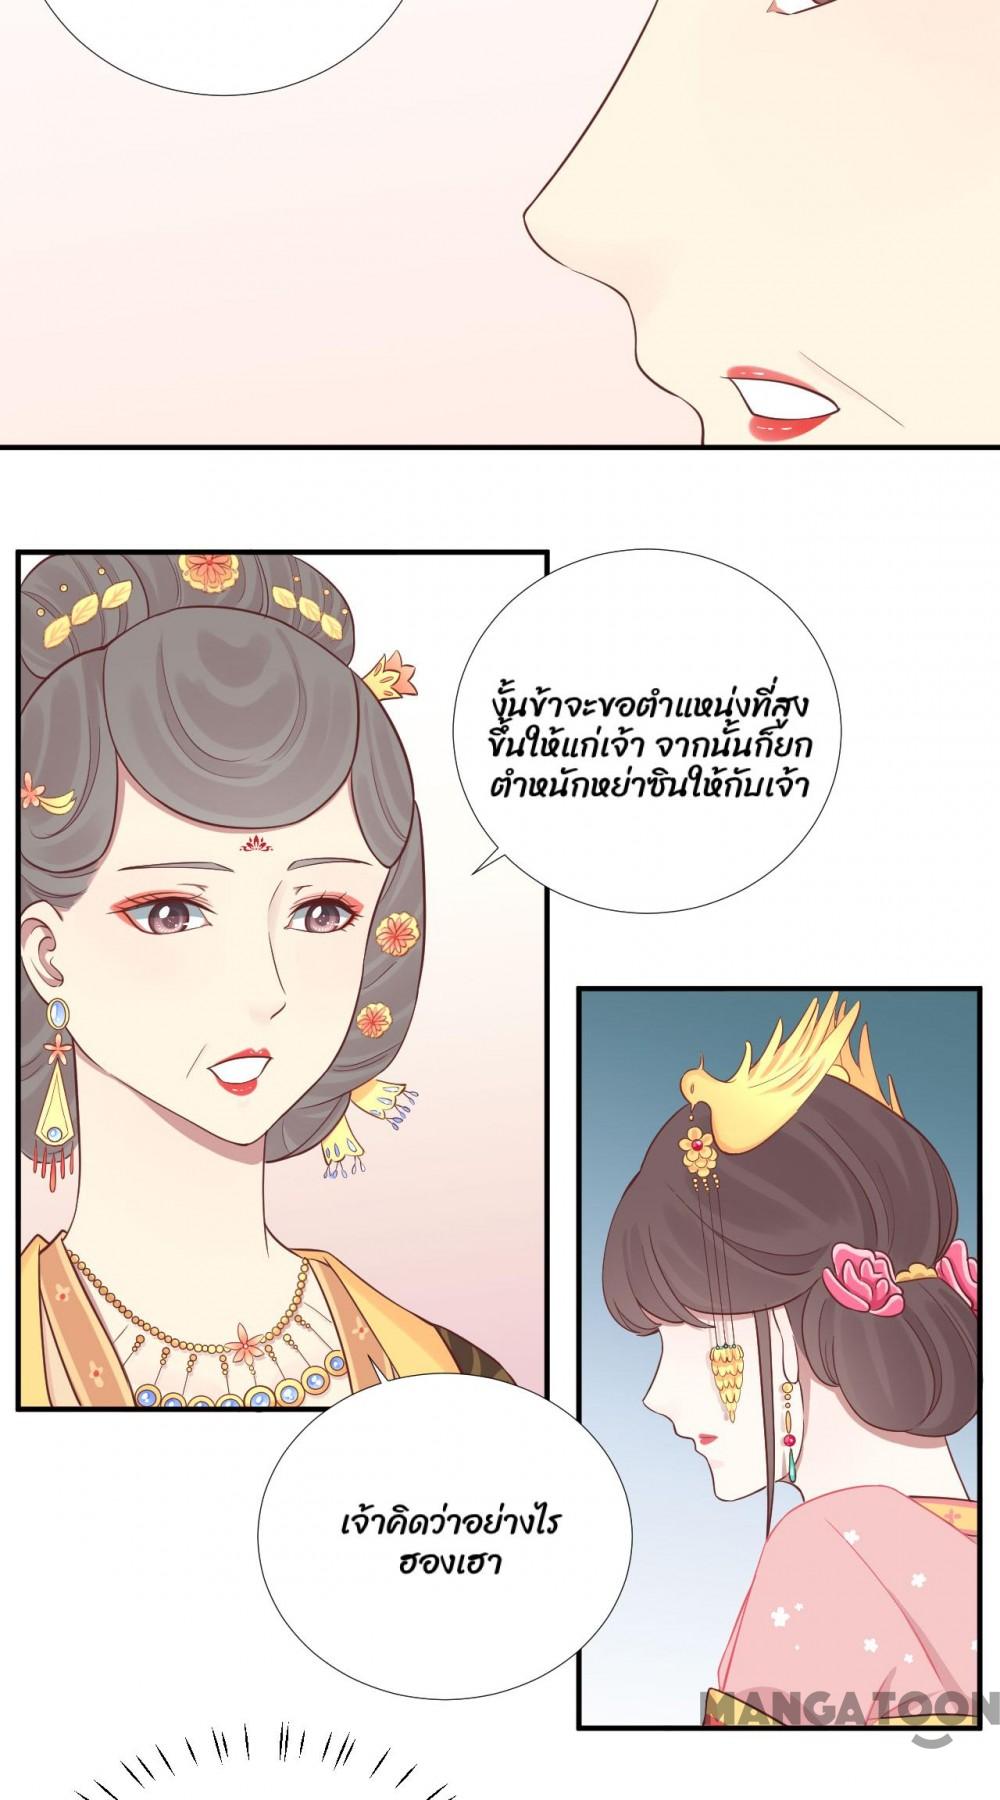 งั้นข้าจะขอตำแหน่งที่สูง
ขึ้นให้แก่เจ้า จากนั้นก็ยก
ตำหนักหย่าซินให้กับเจ้า
เจ้าคิดว่าอย่างไร
ฮองเฮา
MANGATOON